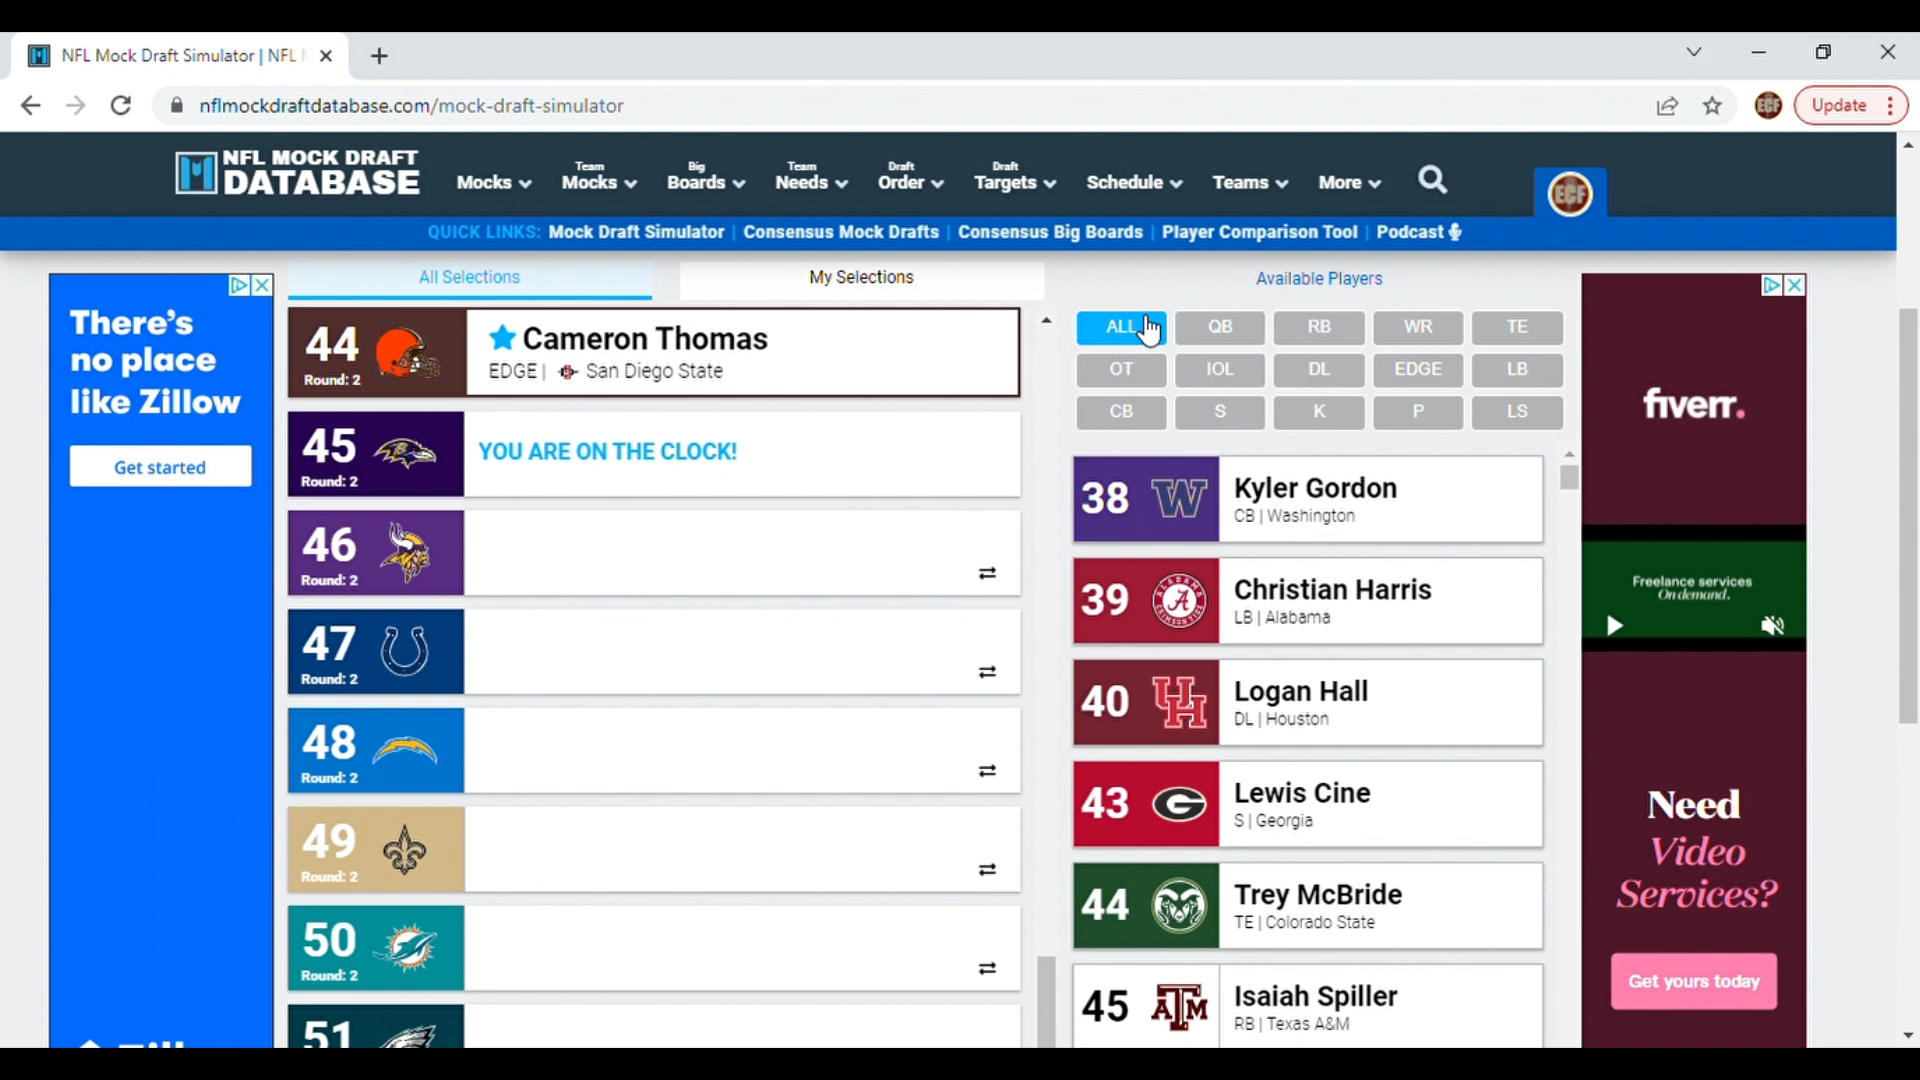 NFL Mock Draft Simulator | NFL
nflmockdraftdatabase.com/mock-draft-simulator
ECF
Update
NFL MOCK DRAFT
DATABASE
Mocks
Team
Mocks
Big
Boards
Team
Needs
Draft
Order
Draft
Targets
Schedule
Teams
More
ECF
QUICK LINKS: Mock Draft Simulator | Consensus Mock Drafts | Consensus Big Boards | Player Comparison Tool | Podcast
All Selections
My Selections
Available Players
There's
no place
like Zillow
Get started
44
Round: 2
Cameron Thomas
EDGE | San Diego State
45
Round: 2
YOU ARE ON THE CLOCK!
46
Round: 2
47
Round: 2
48
Round: 2
49
Round: 2
50
Round: 2
51
ALL QB RB WR TE
OT IOL DL EDGE LB
CB S K P LS
38 W Kyler Gordon
CB | Washington
39 A Christian Harris
LB | Alabama
40 UH Logan Hall
DL | Houston
43 G Lewis Cine
S | Georgia
44 Trey McBride
TE | Colorado State
45 ATM Isaiah Spiller
RB | Texas A&M
fiverr.
Freelance services
On demand.
Need
Video
Services?
Get yours today